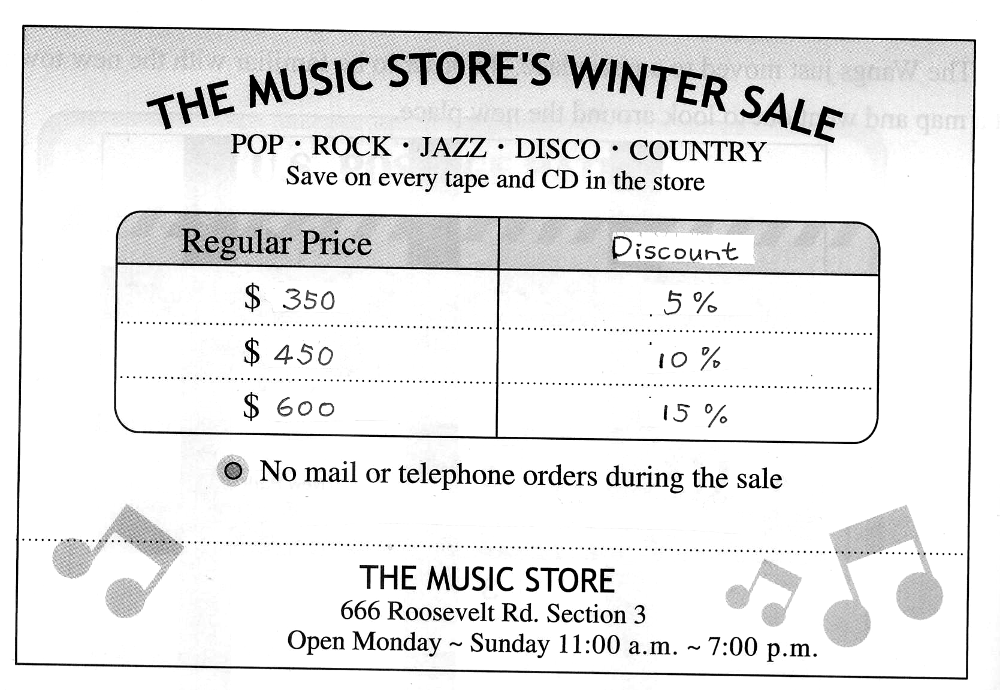 THE MUSIC STORE'S WINTER SALE
POP · ROCK · JAZZ · DISCO · COUNTRY
Save on every tape and CD in the store
Regular Price Discount
$ 350 5%
$ 450 10%
$ 600 15%
No mail or telephone orders during the sale
THE MUSIC STORE
666 Roosevelt Rd. Section 3
Open Monday ~ Sunday 11:00 a.m. ~ 7:00 p.m.